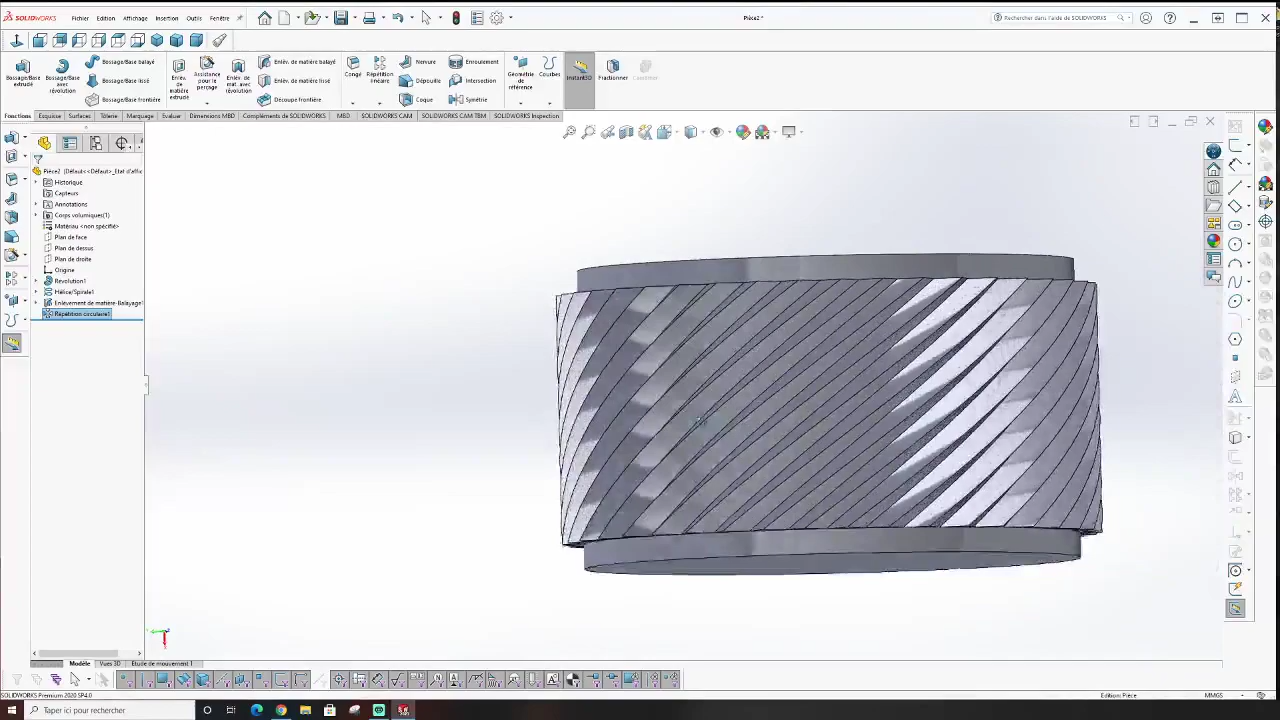 SOLIDWORKS
Fichier
Edition
Affichage
Insertion
Outils
Fenêtre
Pièce2 *
Rechercher dans l'aide de SOLIDWORKS
Bossage/Base extrudé
Bossage/Base avec révolution
Bossage/Base balayé
Bossage/Base lissé
Bossage/Base frontière
Enlèv. de matière extrudé
Assistance pour le perçage
Enlèv. de mat. avec révolution
Enlèv. de matière balayé
Enlèv. de matière lissé
Découpe frontière
Congé
Répétition linéaire
Nervure
Dépouille
Coque
Enroulement
Intersection
Symétrie
Géométrie de référence
Courbes
Instant3D
Fractionner
Fonctions
Esquisse
Surfaces
Tôlerie
Marquage
Evaluer
Dimensions MBD
Compléments de SOLIDWORKS
MBD
SOLIDWORKS CAM
SOLIDWORKS CAM TBM
SOLIDWORKS Inspection
Pièce2 (Défaut<<Défaut>_Etat d'affic
Historique
Capteurs
Annotations
Corps volumiques(1)
Matériau <non spécifié>
Plan de face
Plan de dessus
Plan de droite
Origine
Révolution1
Hélice/Spirale1
Enlèvement de matière-Balayage1
Répétition circulaire1
Modèle
Vues 3D
Etude de mouvement 1
SOLIDWORKS Premium 2020 SP4.0
Edition: Pièce
MMGS
Taper ici pour rechercher